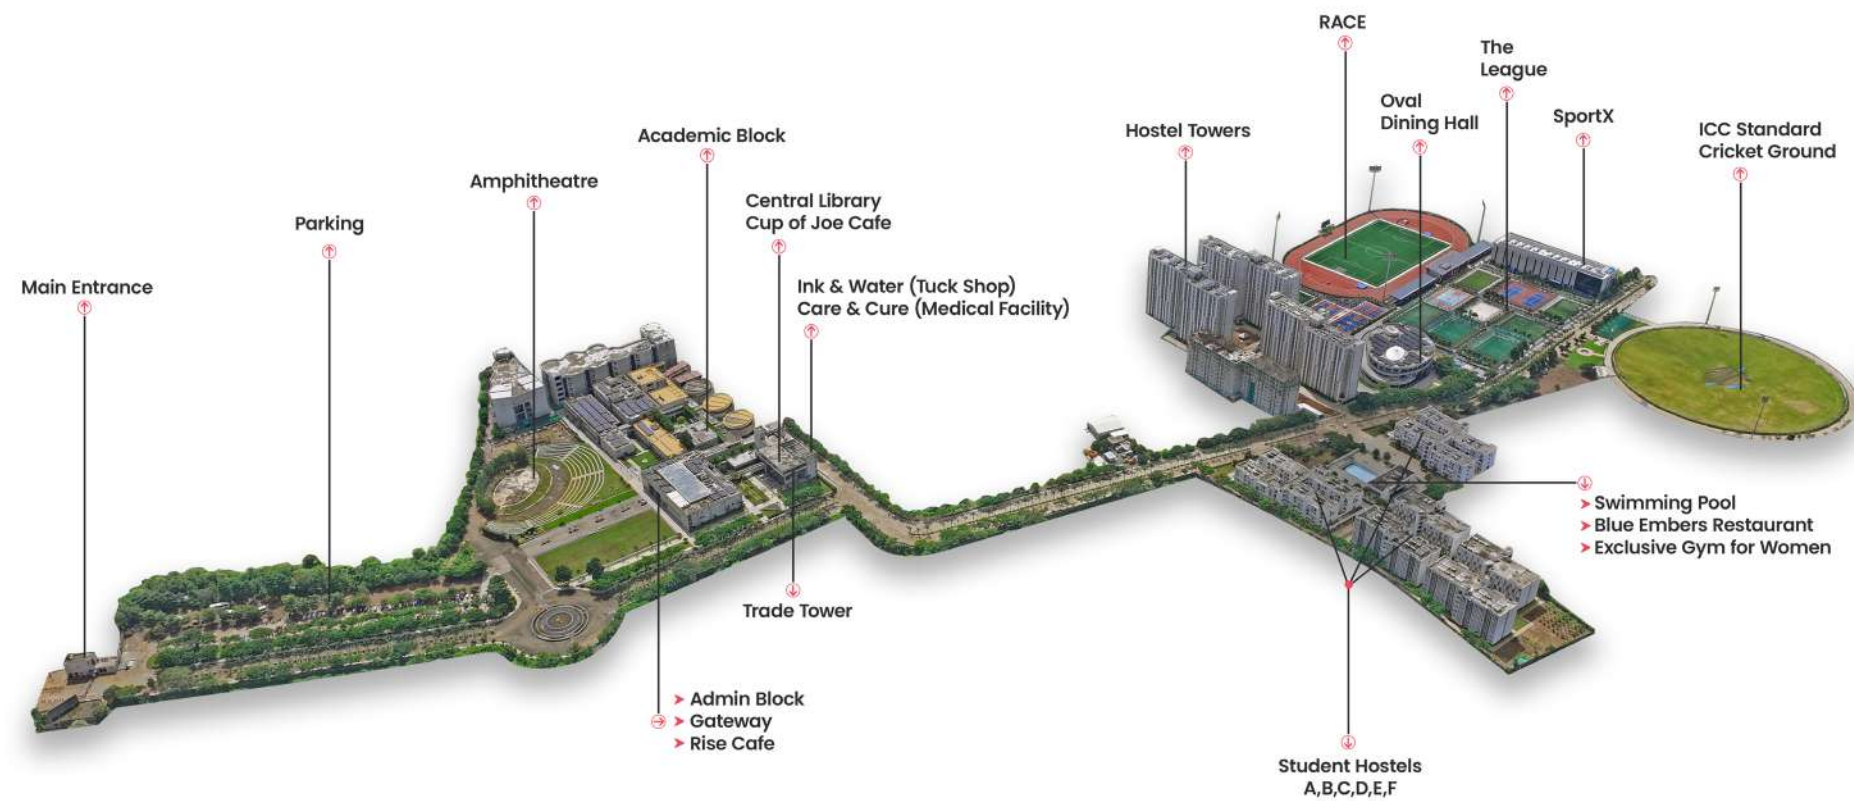 RACE
The
League
Oval
Dining Hall
SportX
Hostel Towers
ICC Standard
Cricket Ground
Academic Block
Amphitheatre
Central Library
Cup of Joe Cafe
Parking
Main Entrance
Ink & Water (Tuck Shop)
Care & Cure (Medical Facility)
Swimming Pool
Blue Embers Restaurant
Exclusive Gym for Women
Trade Tower
Admin Block
Gateway
Rise Cafe
Student Hostels
A,B,C,D,E,F